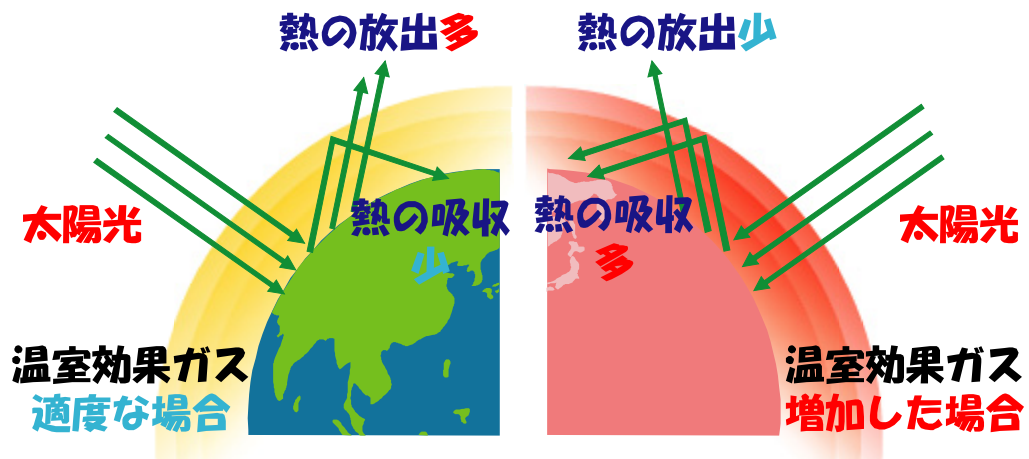 熱の放出多
熱の放出少
太陽光
熱の吸収
少
熱の吸収
多
太陽光
温室効果ガス
適度な場合
温室効果ガス
増加した場合